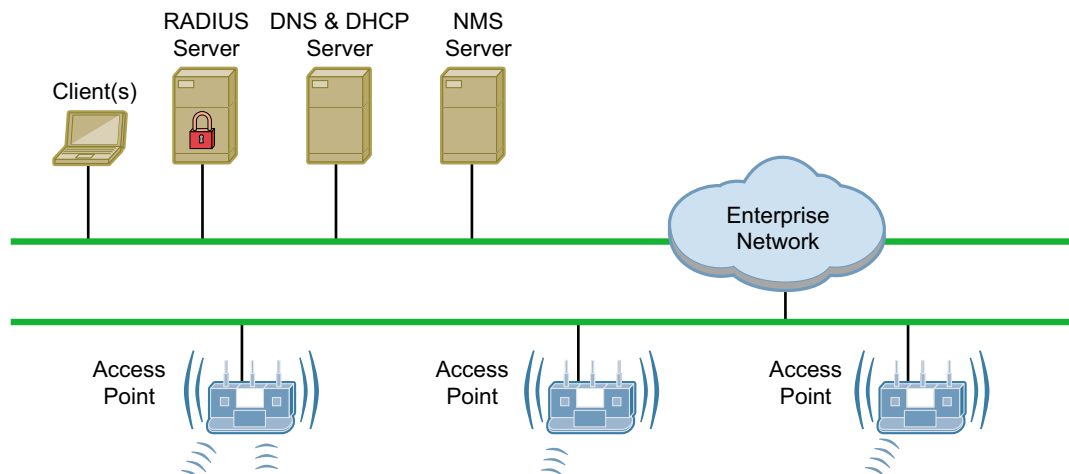 RADIUS
Server
DNS & DHCP
Server
NMS
Server
Client(s)
Enterprise
Network
Access
Point
Access
Point
Access
Point